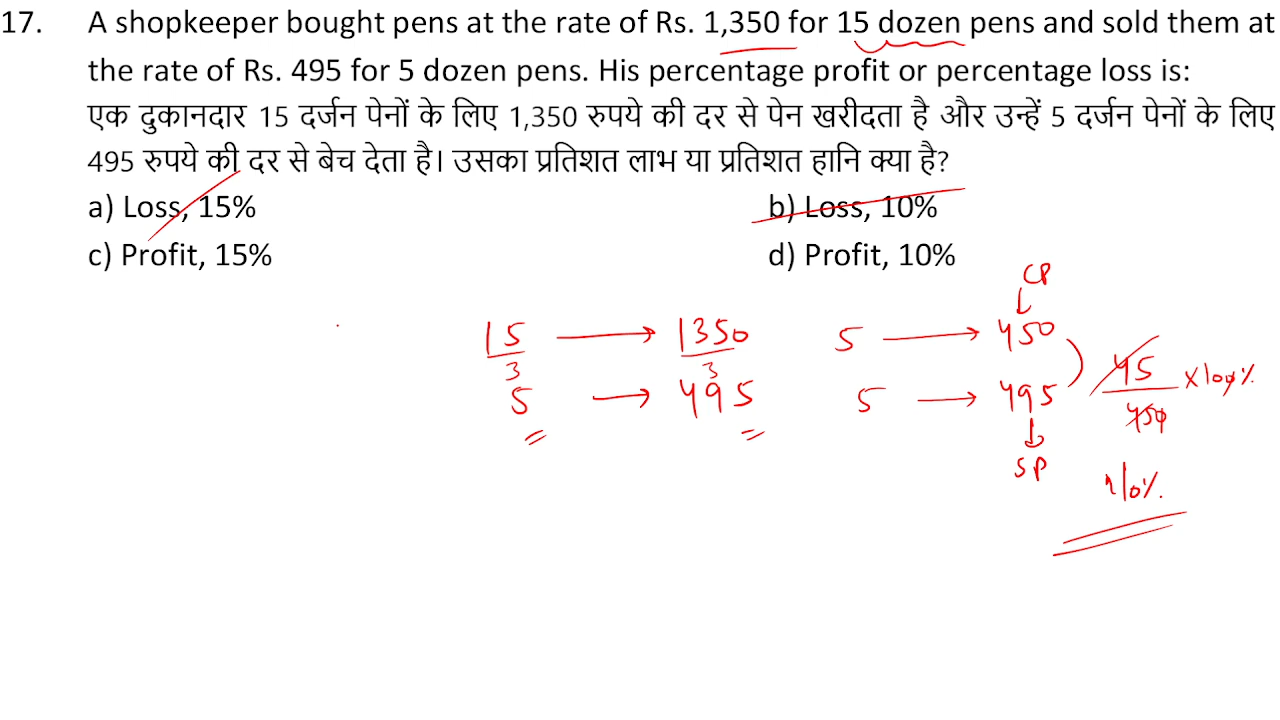 17. A shopkeeper bought pens at the rate of Rs. 1,350 for 15 dozen pens and sold them at
the rate of Rs. 495 for 5 dozen pens. His percentage profit or percentage loss is:
एक दुकानदार 15 दर्जन पेनों के लिए 1,350 रुपये की दर से पेन खरीदता है और उन्हें 5 दर्जन पेनों के लिए
495 रुपये की दर से बेच देता है। उसका प्रतिशत लाभ या प्रतिशत हानि क्या है?
a) Loss, 15% b) Loss, 10%
c) Profit, 15% d) Profit, 10%
CP
15/3 → 1350/3 5 → 450
5 → 495 5 → 495 45/450 x100%
SP
10%